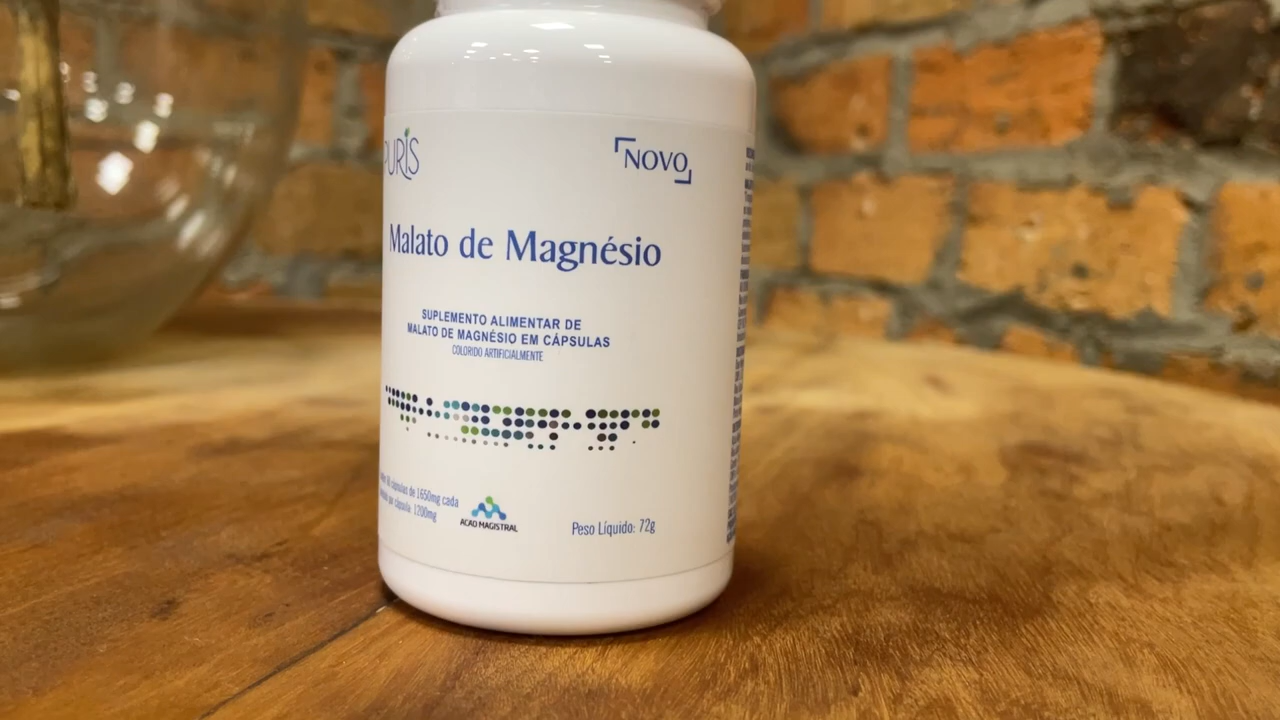 PURIS
NOVO
Malato de Magnésio
SUPLEMENTO ALIMENTAR DE
MALATO DE MAGNÉSIO EM CÁPSULAS
COLORIDO ARTIFICIALMENTE
cápsulas de 1650mg cada
por cápsula: 1200mg
ACAO MAGISTRAL
Peso Líquido: 72g